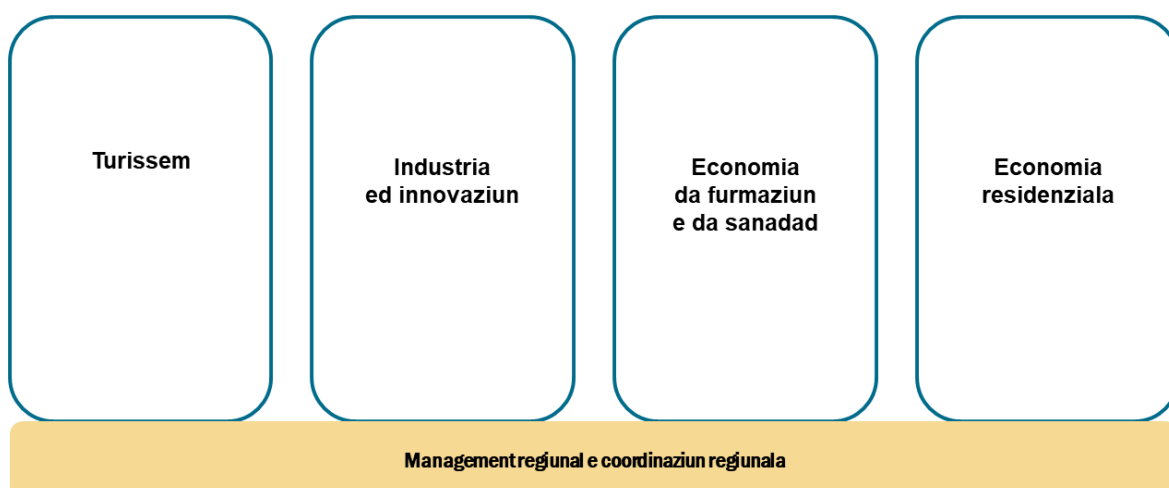 Turissem
Industria
ed innovaziun
Economia
da furmaziun
e da sanadad
Economia
residenziala
Management regiunal e coordinaziun regiunala